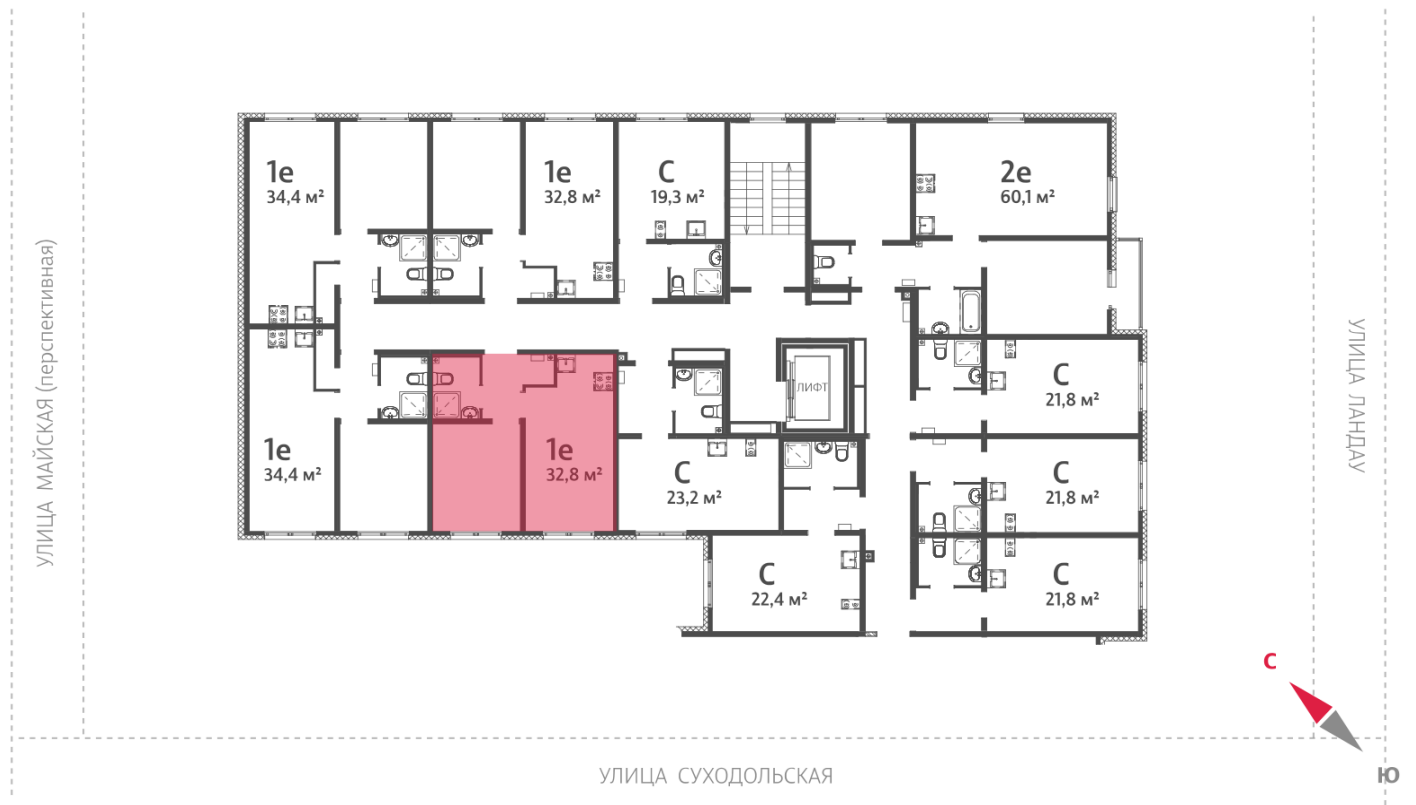 1е
34,4 м²
1е
32,8 м²
С
19,3 м²
2е
60,1 м²
УЛИЦА МАЙСКАЯ (перспективная)
УЛИЦА ЛАНДАУ
ЛИФТ
С
21,8 м²
1е
34,4 м²
1е
32,8 м²
С
23,2 м²
С
21,8 м²
С
22,4 м²
С
21,8 м²
С
Ю
УЛИЦА СУХОДОЛЬСКАЯ